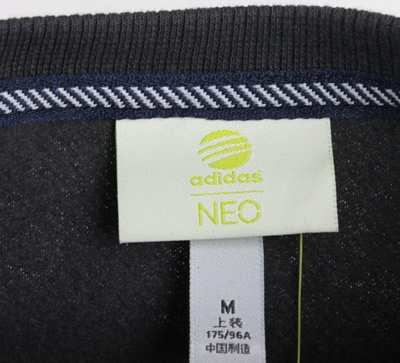 adidas
NEO
M
上装
175/96A
中国制造